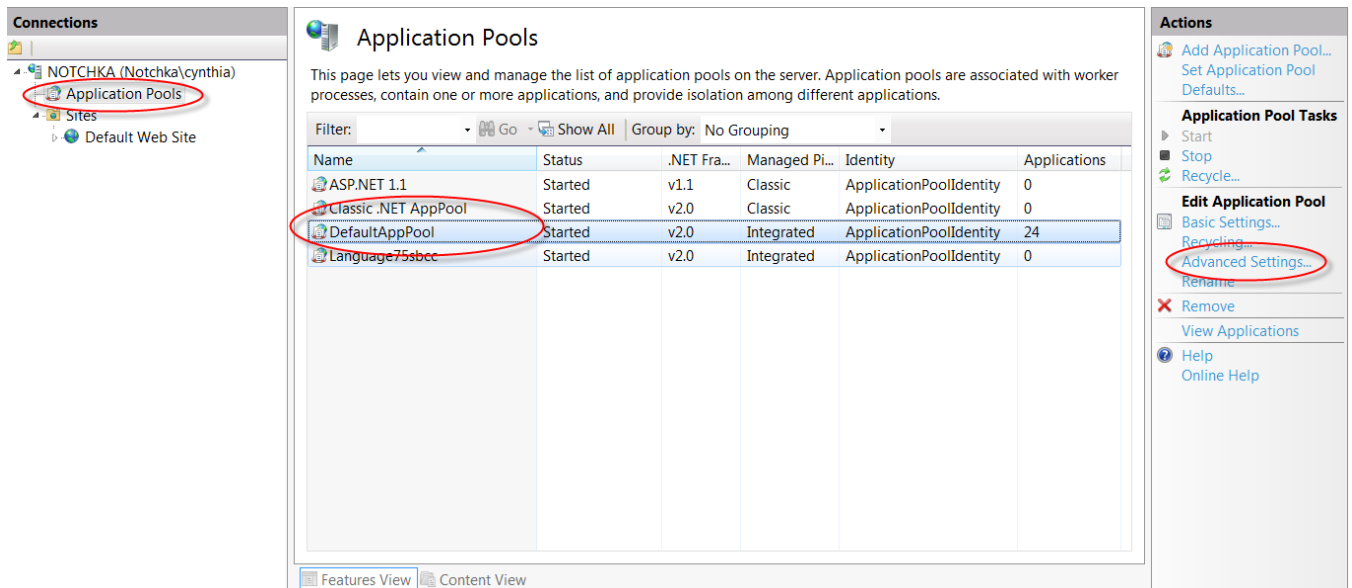 Connections
NOTCHKA (Notchka\cynthia)
Application Pools
Sites
Default Web Site
Application Pools
This page lets you view and manage the list of application pools on the server. Application pools are associated with worker
processes, contain one or more applications, and provide isolation among different applications.
Filter: Go Show All Group by: No Grouping
Name Status .NET Fra... Managed Pi... Identity Applications
ASP.NET 1.1 Started v1.1 Classic ApplicationPoolIdentity 0
Classic .NET AppPool Started v2.0 Classic ApplicationPoolIdentity 0
DefaultAppPool Started v2.0 Integrated ApplicationPoolIdentity 24
Language75sbcc Started v2.0 Integrated ApplicationPoolIdentity 0
Features View Content View
Actions
Add Application Pool...
Set Application Pool
Defaults...
Application Pool Tasks
Start
Stop
Recycle...
Edit Application Pool
Basic Settings...
Recycling...
Advanced Settings...
Rename
Remove
View Applications
Help
Online Help